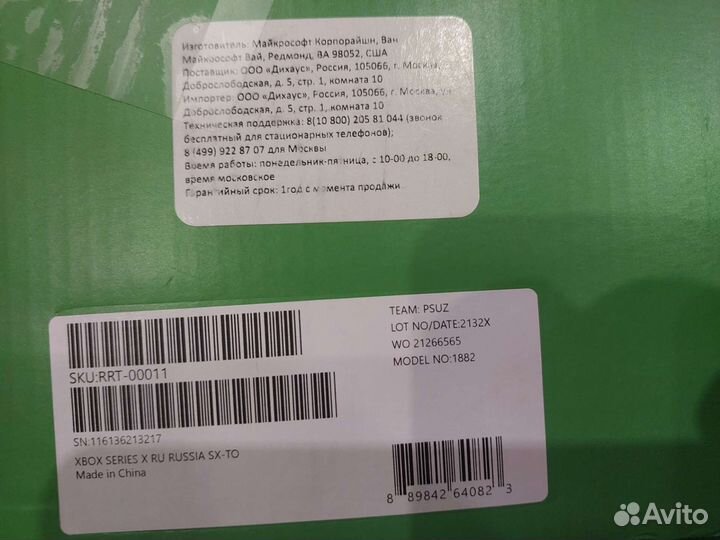 Изготовитель: Майкрософт Корпорайшн, Ван
Майкрософт Вай, Редмонд, ВА 98052, США
Поставщик: ООО «Дихаус», Россия, 105066, г. Москва,
Доброслободская, д. 5, стр. 1, комната 10
Импортер: ООО «Дихаус», Россия, 105066, г. Москва, ул
Доброслободская, д. 5, стр. 1, комната 10
Техническая поддержка: 8(10 800) 205 81 044 (звонок
бесплатный для стационарных телефонов);
8 (499) 922 87 07 для Москвы
Время работы: понедельник-пятница, с 10-00 до 18-00,
время московское
Гарантийный срок: 1год с момента продажи.
TEAM: PSUZ
LOT NO/DATE:2132X
WO 21266565
MODEL NO:1882
SKU:RRT-00011
SN:116136213217
XBOX SERIES X RU RUSSIA SX-TO
Made in China
8 89842 64082 3
Avito